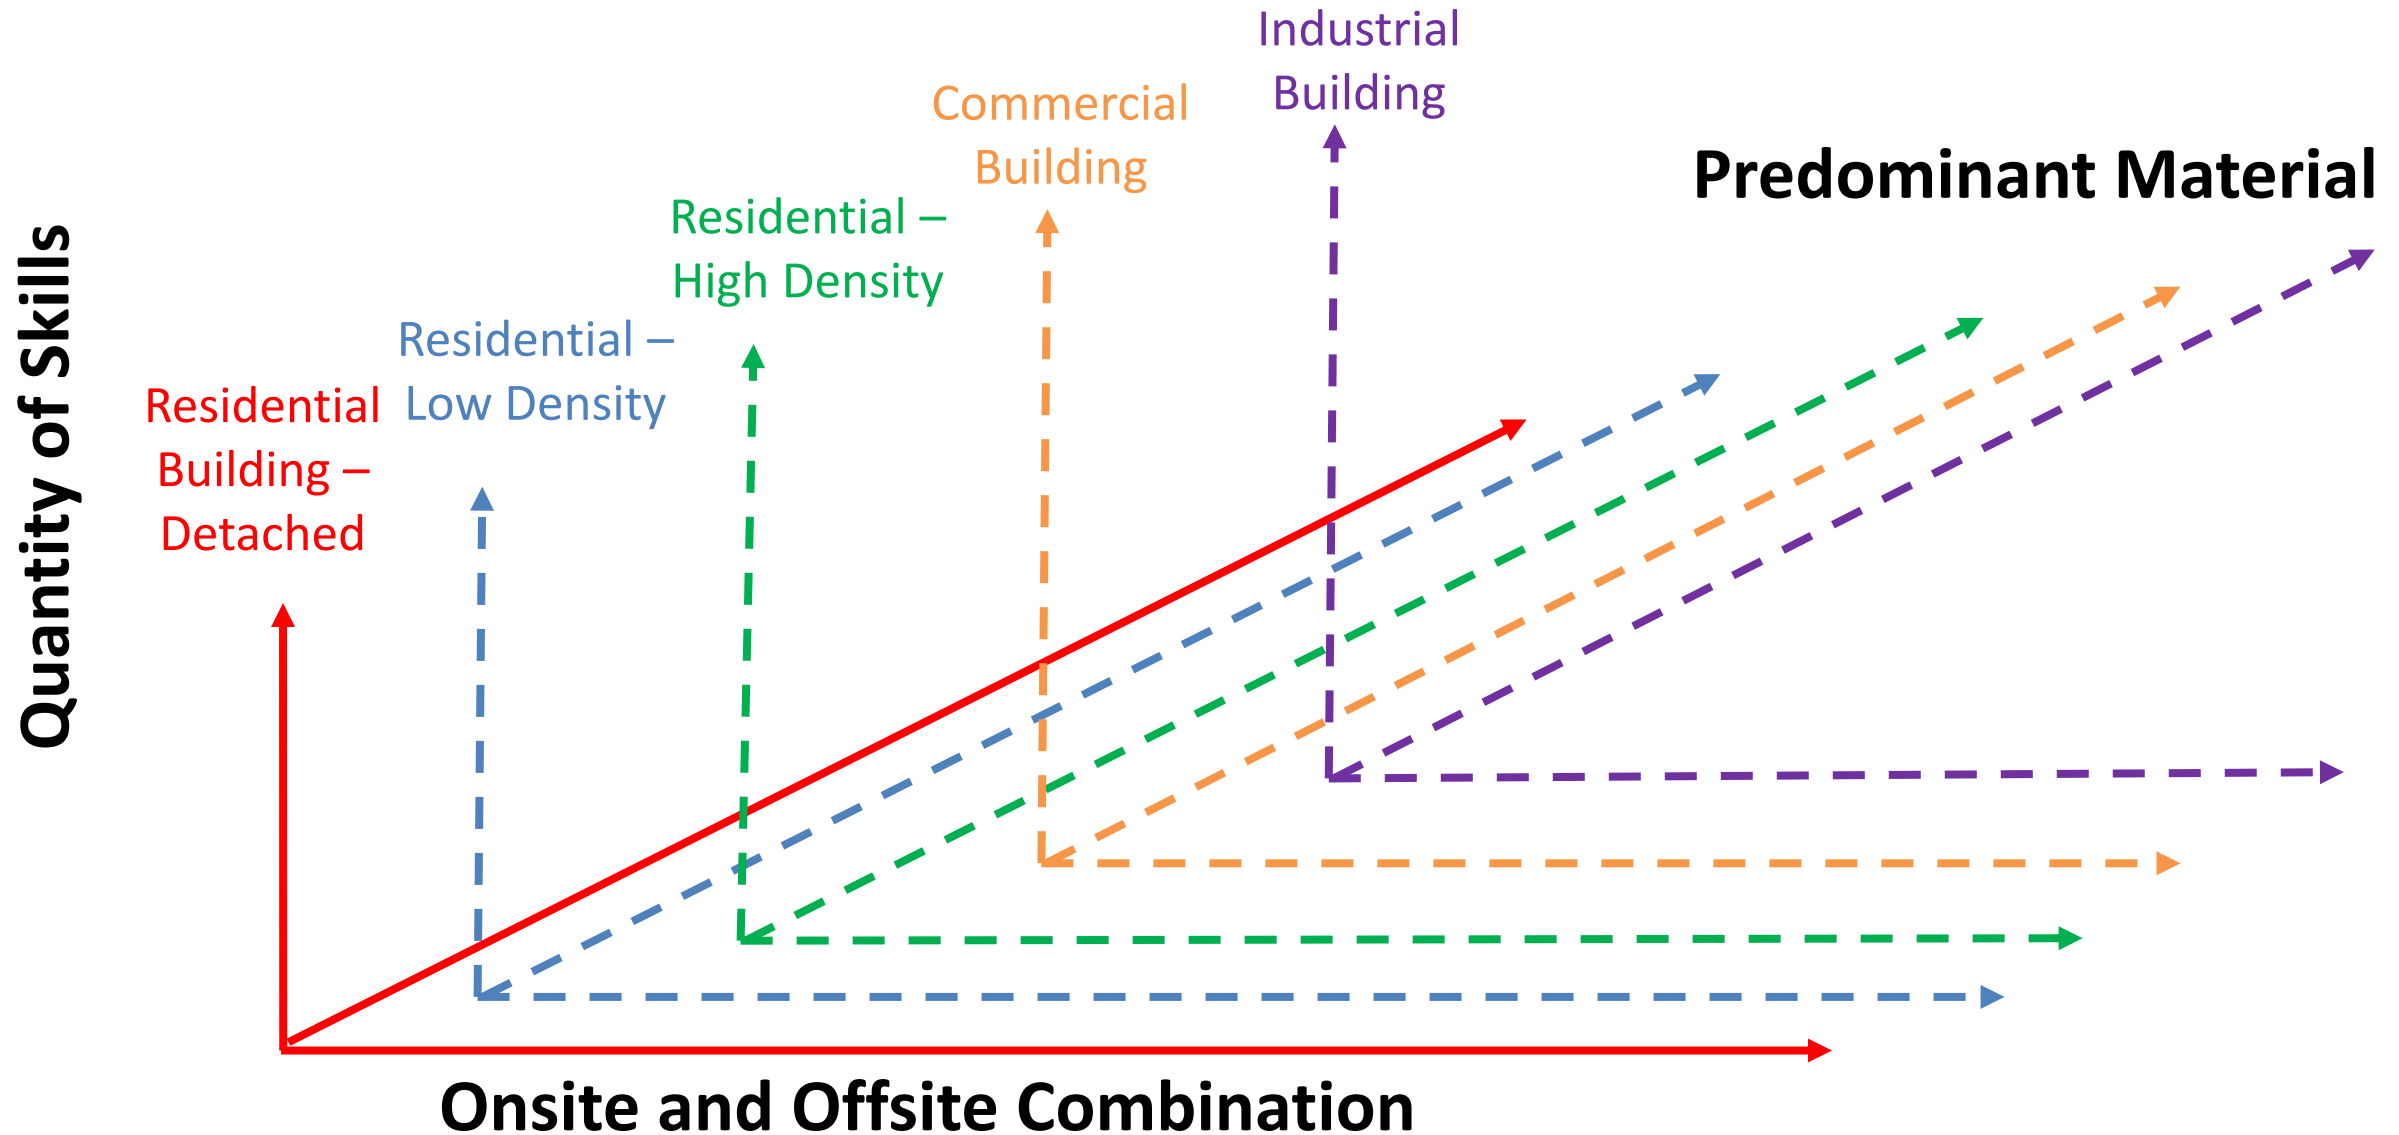 Industrial
Building
Commercial
Building
Predominant Material
Residential –
High Density
Residential –
Low Density
Residential
Building –
Detached
Quantity of Skills
Onsite and Offsite Combination